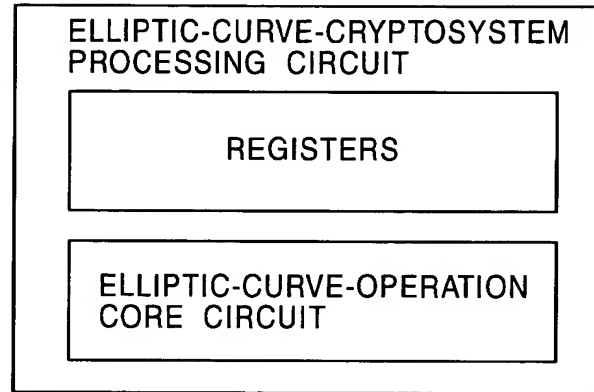 ELLIPTIC-CURVE-CRYPTOSYSTEM
PROCESSING CIRCUIT
REGISTERS
ELLIPTIC-CURVE-OPERATION
CORE CIRCUIT